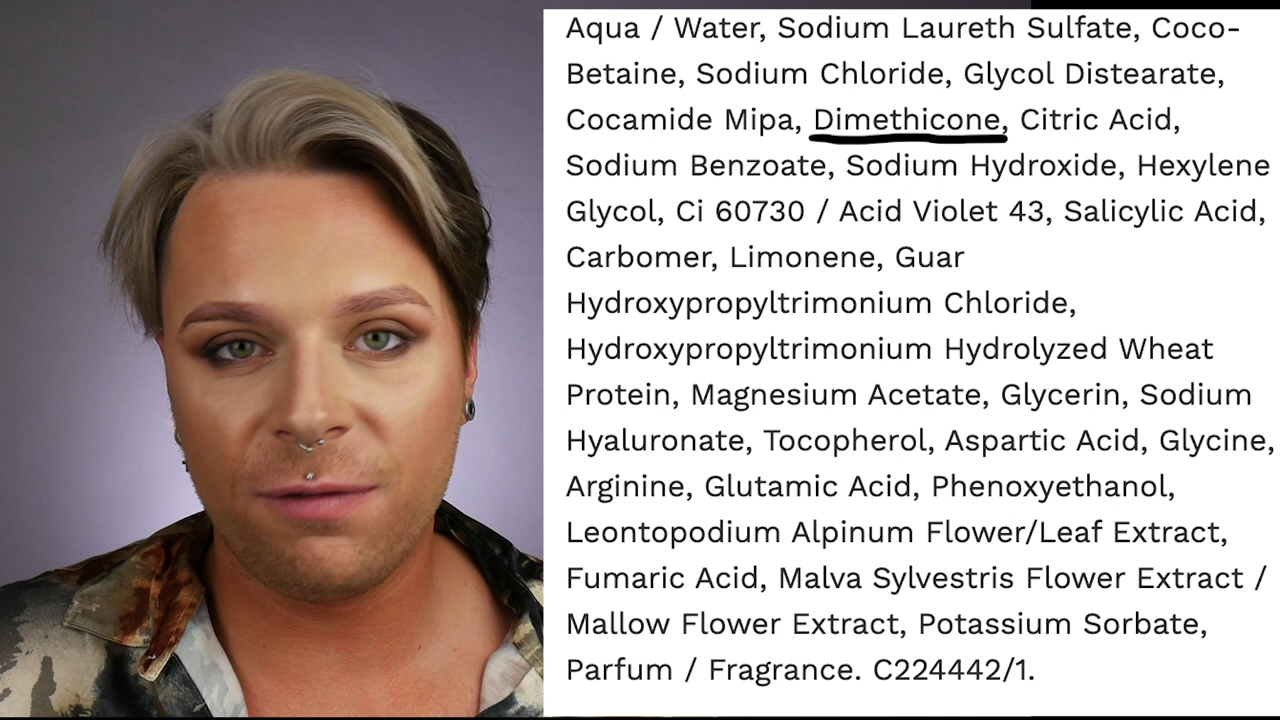 Aqua / Water, Sodium Laureth Sulfate, Coco-
Betaine, Sodium Chloride, Glycol Distearate,
Cocamide Mipa, Dimethicone, Citric Acid,
Sodium Benzoate, Sodium Hydroxide, Hexylene
Glycol, Ci 60730 / Acid Violet 43, Salicylic Acid,
Carbomer, Limonene, Guar
Hydroxypropyltrimonium Chloride,
Hydroxypropyltrimonium Hydrolyzed Wheat
Protein, Magnesium Acetate, Glycerin, Sodium
Hyaluronate, Tocopherol, Aspartic Acid, Glycine,
Arginine, Glutamic Acid, Phenoxyethanol,
Leontopodium Alpinum Flower/Leaf Extract,
Fumaric Acid, Malva Sylvestris Flower Extract /
Mallow Flower Extract, Potassium Sorbate,
Parfum / Fragrance. C224442/1.